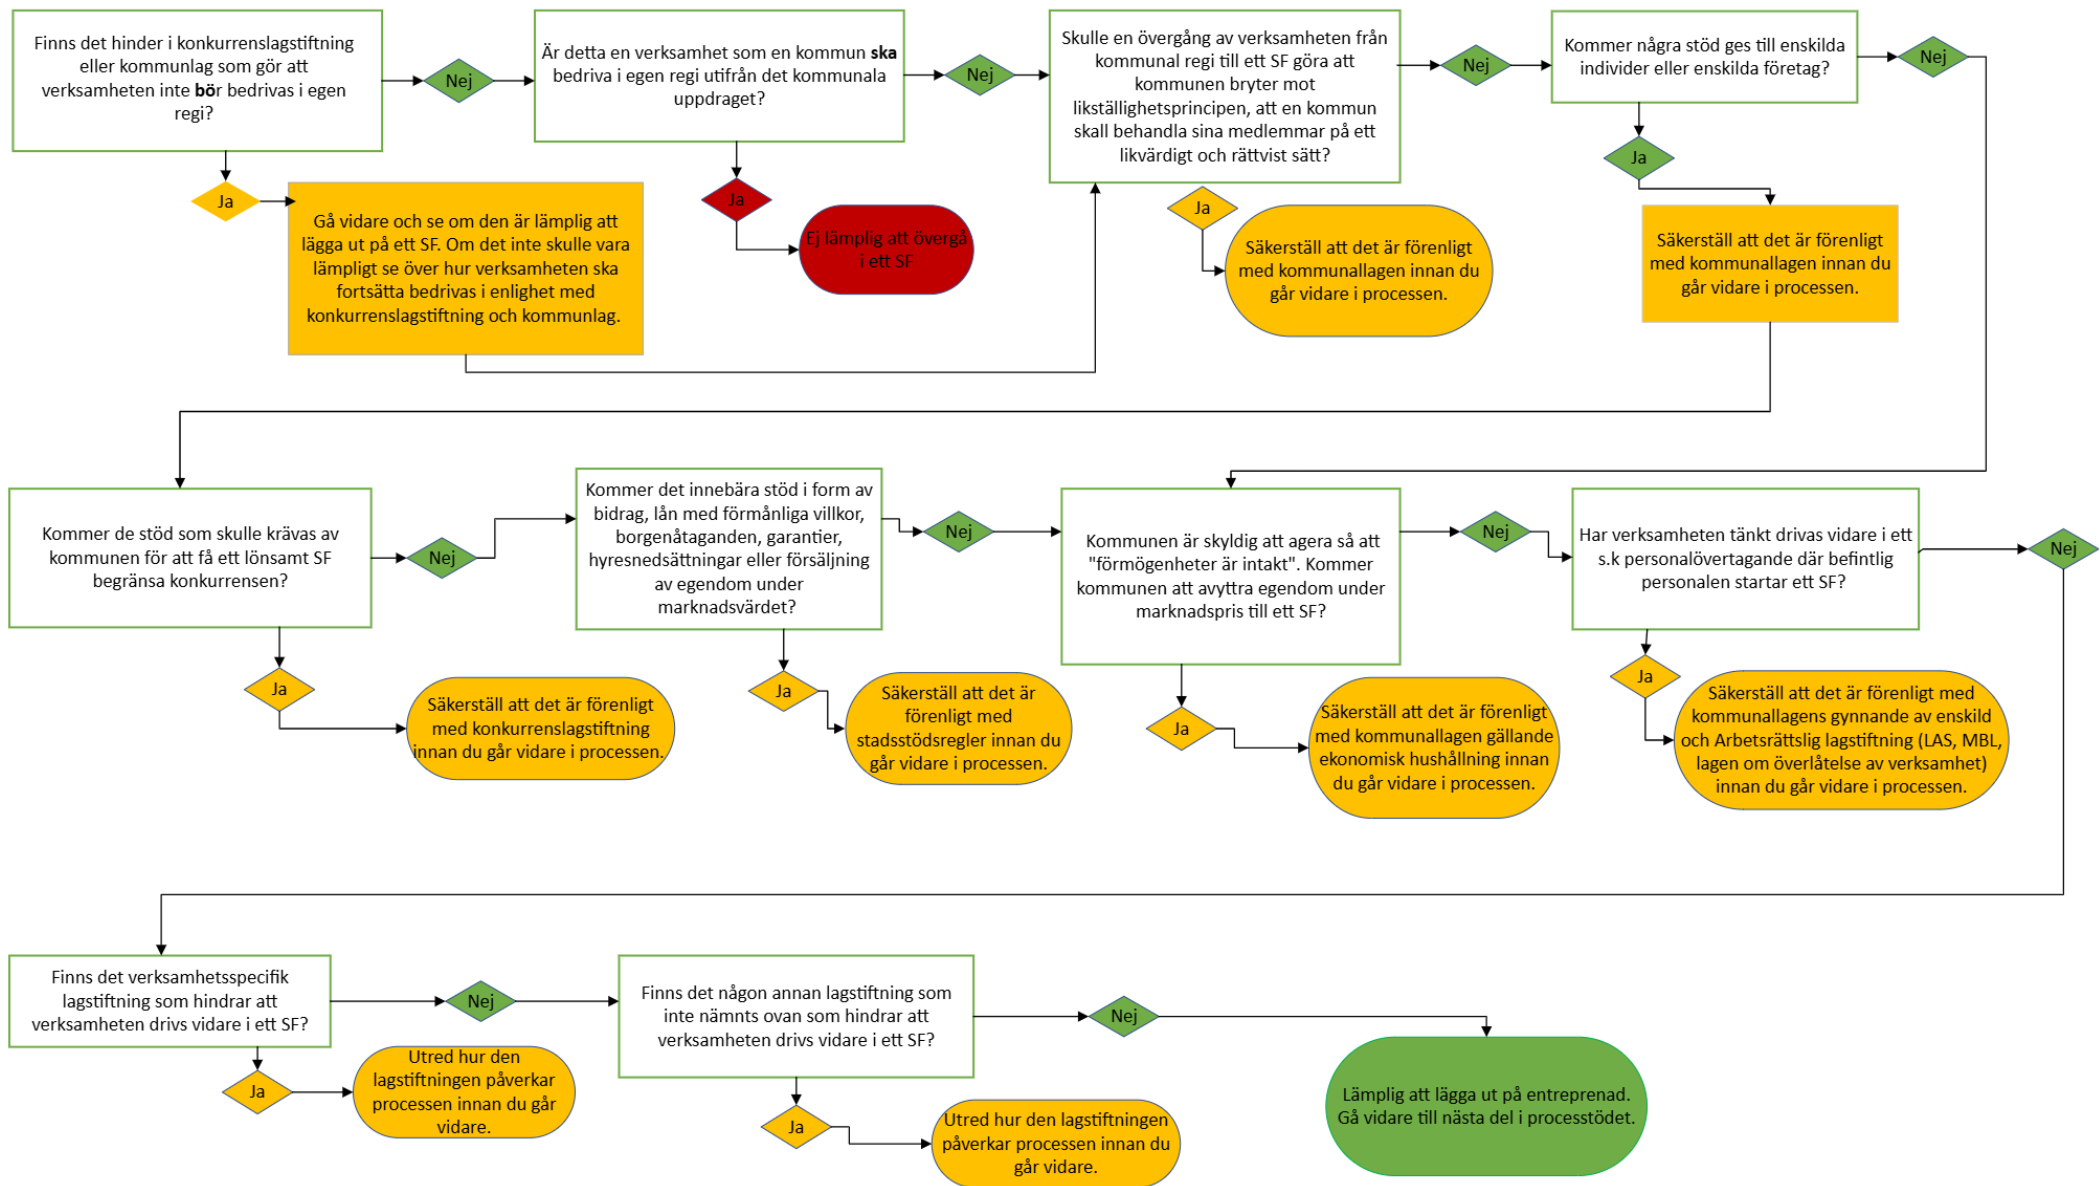 Finns det hinder i konkurrenslagstiftning
eller kommunlag som gör att
verksamheten inte bör bedrivas i egen
regi?
Nej
Ja
Gå vidare och se om den är lämplig att
lägga ut på ett SF. Om det inte skulle vara
lämpligt se över hur verksamheten ska
fortsätta bedrivas i enlighet med
konkurrenslagstiftning och kommunlag.
Är detta en verksamhet som en kommun ska
bedriva i egen regi utifrån det kommunala
uppdraget?
Nej
Ja
Ej lämplig att övergå
i ett SF
Skulle en övergång av verksamheten från
kommunal regi till ett SF göra att
kommunen bryter mot
likställighetsprincipen, att en kommun
skall behandla sina medlemmar på ett
likvärdigt och rättvist sätt?
Nej
Ja
Säkerställ att det är förenligt
med kommunallagen innan du
går vidare i processen.
Kommer några stöd ges till enskilda
individer eller enskilda företag?
Nej
Ja
Säkerställ att det är förenligt
med kommunallagen innan du
går vidare i processen.
Kommer de stöd som skulle krävas av
kommunen för att få ett lönsamt SF
begränsa konkurrensen?
Nej
Ja
Säkerställ att det är förenligt
med konkurrenslagstiftning
innan du går vidare i processen.
Kommer det innebära stöd i form av
bidrag, lån med förmånliga villkor,
borgenåtaganden, garantier,
hyresnedsättningar eller försäljning
av egendom under
marknadsvärdet?
Nej
Ja
Säkerställ att det är
förenligt med
stadsstödsregler innan du
går vidare i processen.
Kommunen är skyldig att agera så att
"förmögenheter är intakt". Kommer
kommunen att avyttra egendom under
marknadspris till ett SF?
Nej
Ja
Säkerställ att det är förenligt
med kommunallagen gällande
ekonomisk hushållning innan
du går vidare i processen.
Har verksamheten tänkt drivas vidare i ett
s.k personalövertagande där befintlig
personalen startar ett SF?
Nej
Ja
Säkerställ att det är förenligt med
kommunallagens gynnande av enskild
och Arbetsrättslig lagstiftning (LAS, MBL,
lagen om överlåtelse av verksamhet)
innan du går vidare i processen.
Finns det verksamhetsspecifik
lagstiftning som hindrar att
verksamheten drivs vidare i ett SF?
Nej
Ja
Utred hur den
lagstiftningen påverkar
processen innan du går
vidare.
Finns det någon annan lagstiftning som
inte nämnts ovan som hindrar att
verksamheten drivs vidare i ett SF?
Nej
Ja
Utred hur den lagstiftningen
påverkar processen innan du
går vidare.
Lämplig att lägga ut på entreprenad.
Gå vidare till nästa del i processtödet.